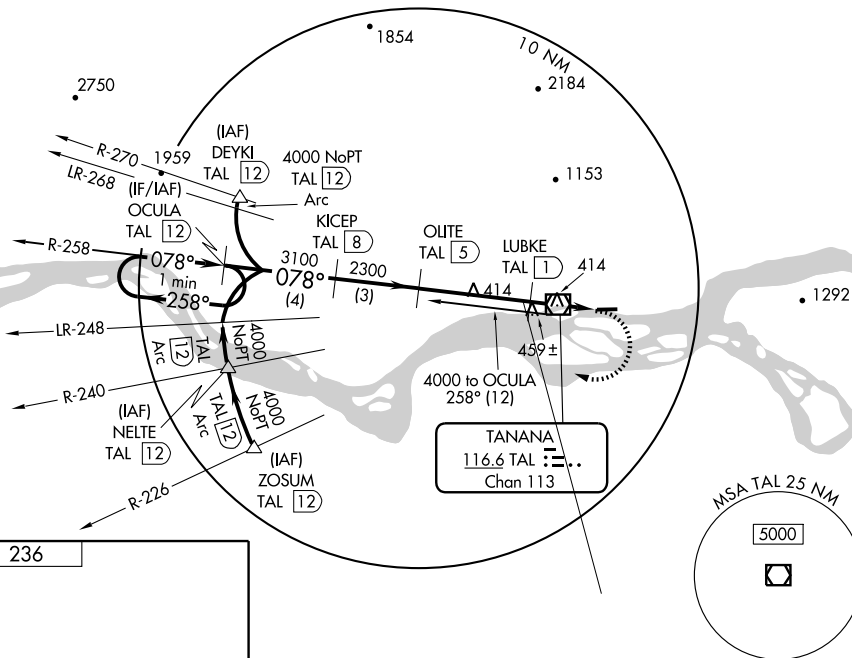 1854
10 NM
2750
2184
(IAF)
DEYKI
TAL 12
4000 NoPT
TAL 12
Arc
R-270
1959
LR-268
1153
(IF/IAF)
OCULA
TAL 12
KICEP
TAL 8
OLITE
TAL 5
LUBKE
TAL 1
414
R-258
078°
1 min
258°
3100
078°
(4)
2300
(3)
414
1292
LR-248
4000
NoPT
TAL 12
Arc
459 ±
R-240
4000 to OCULA
258° (12)
(IAF)
NELTE
TAL 12
4000
NoPT
TAL 12
Arc
(IAF)
ZOSUM
TAL 12
R-226
TANANA
116.6 TAL
Chan 113
MSA TAL 25 NM
5000
236